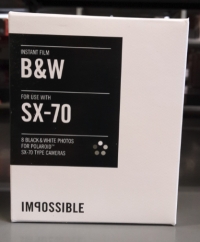 INSTANT FILM
B&W
FOR USE WITH
SX-70
8 BLACK & WHITE PHOTOS
FOR POLAROID™
SX-70 TYPE CAMERAS
IMPOSSIBLE